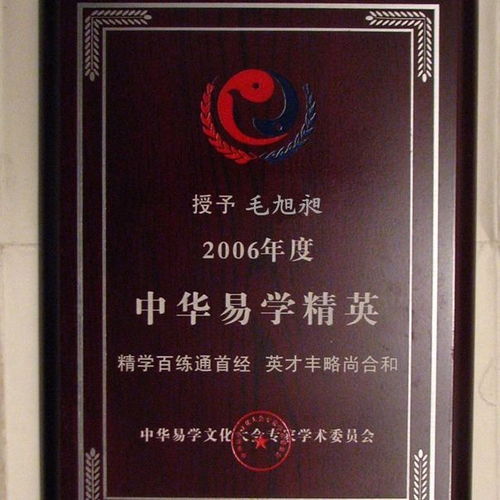 授予 毛旭昶
2006年度
中华易学精英
精学百练通首经 英才丰略尚合和
中华易学文化大会专家学术委员会